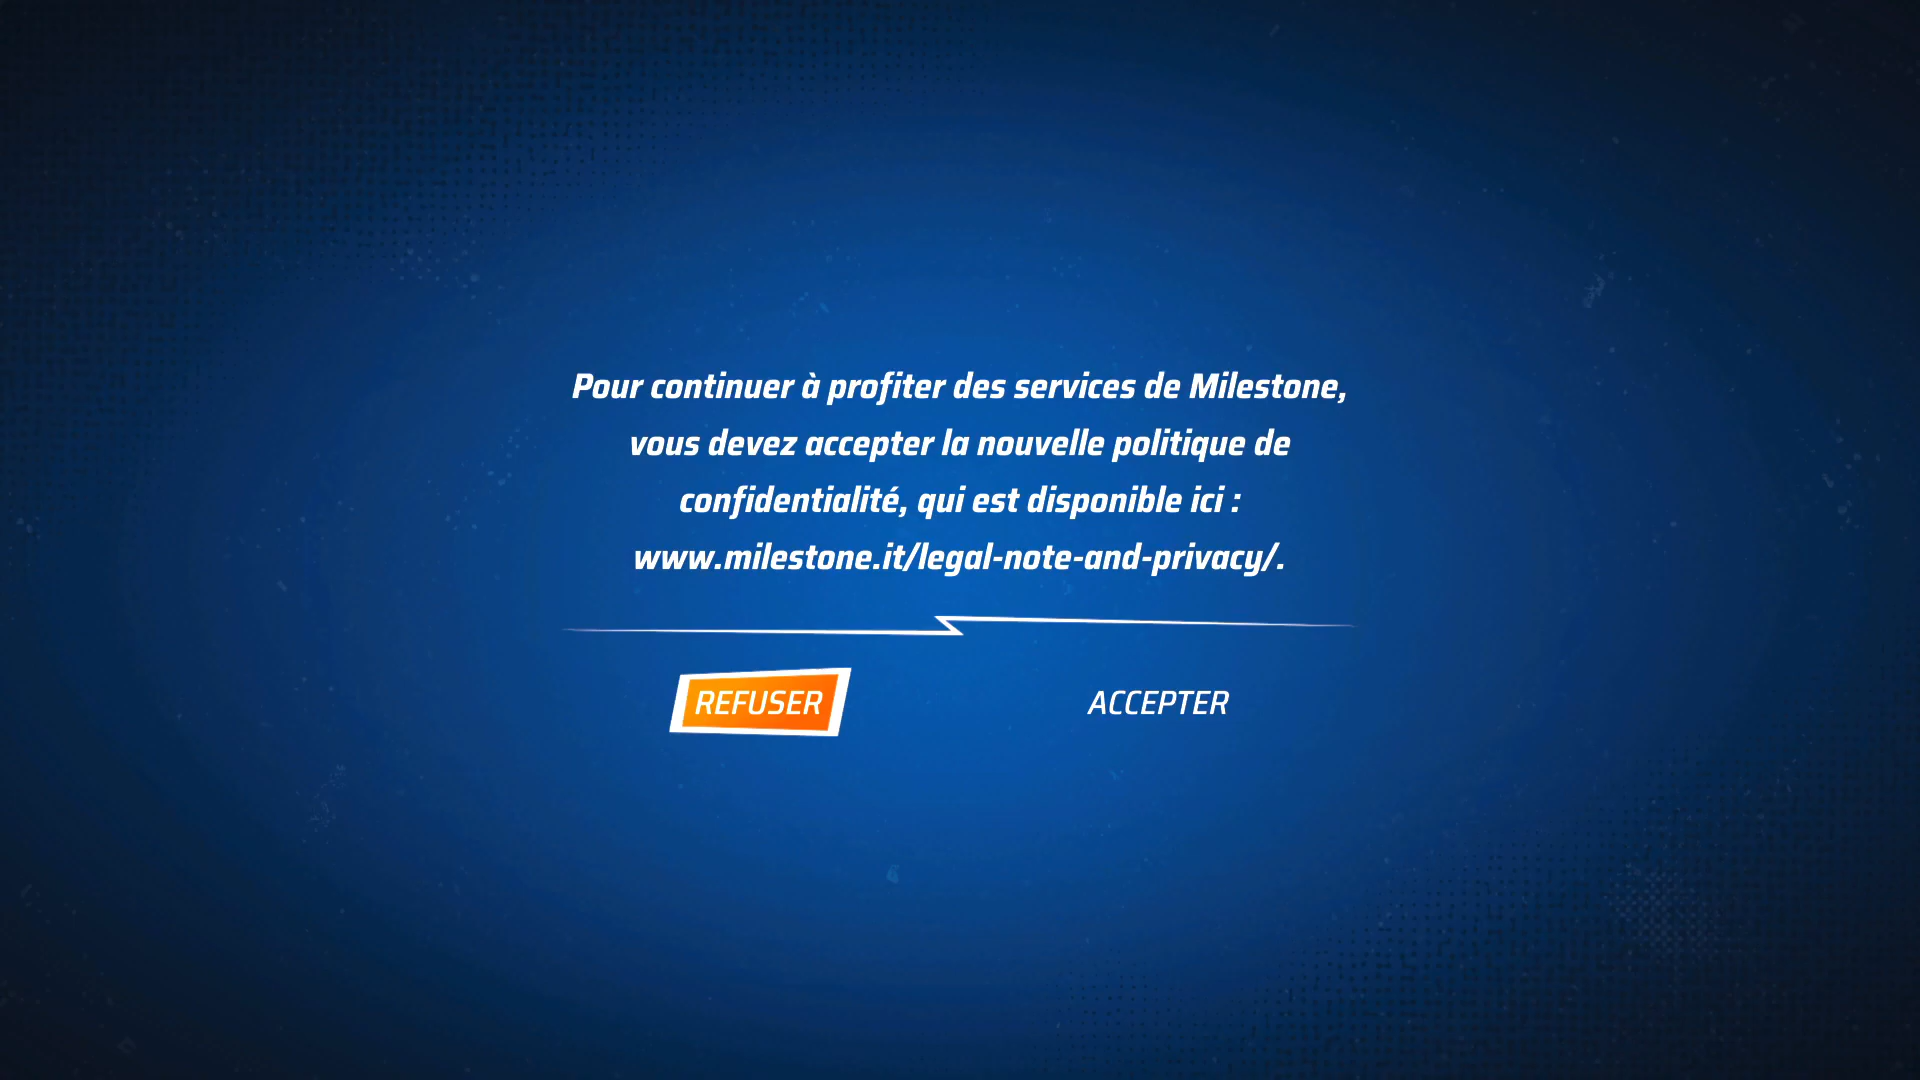 Pour continuer à profiter des services de Milestone,
vous devez accepter la nouvelle politique de
confidentialité, qui est disponible ici :
www.milestone.it/legal-note-and-privacy/.
REFUSER
ACCEPTER